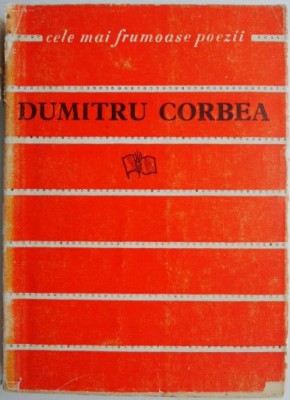 cele mai frumoase poezii
DUMITRU CORBEA